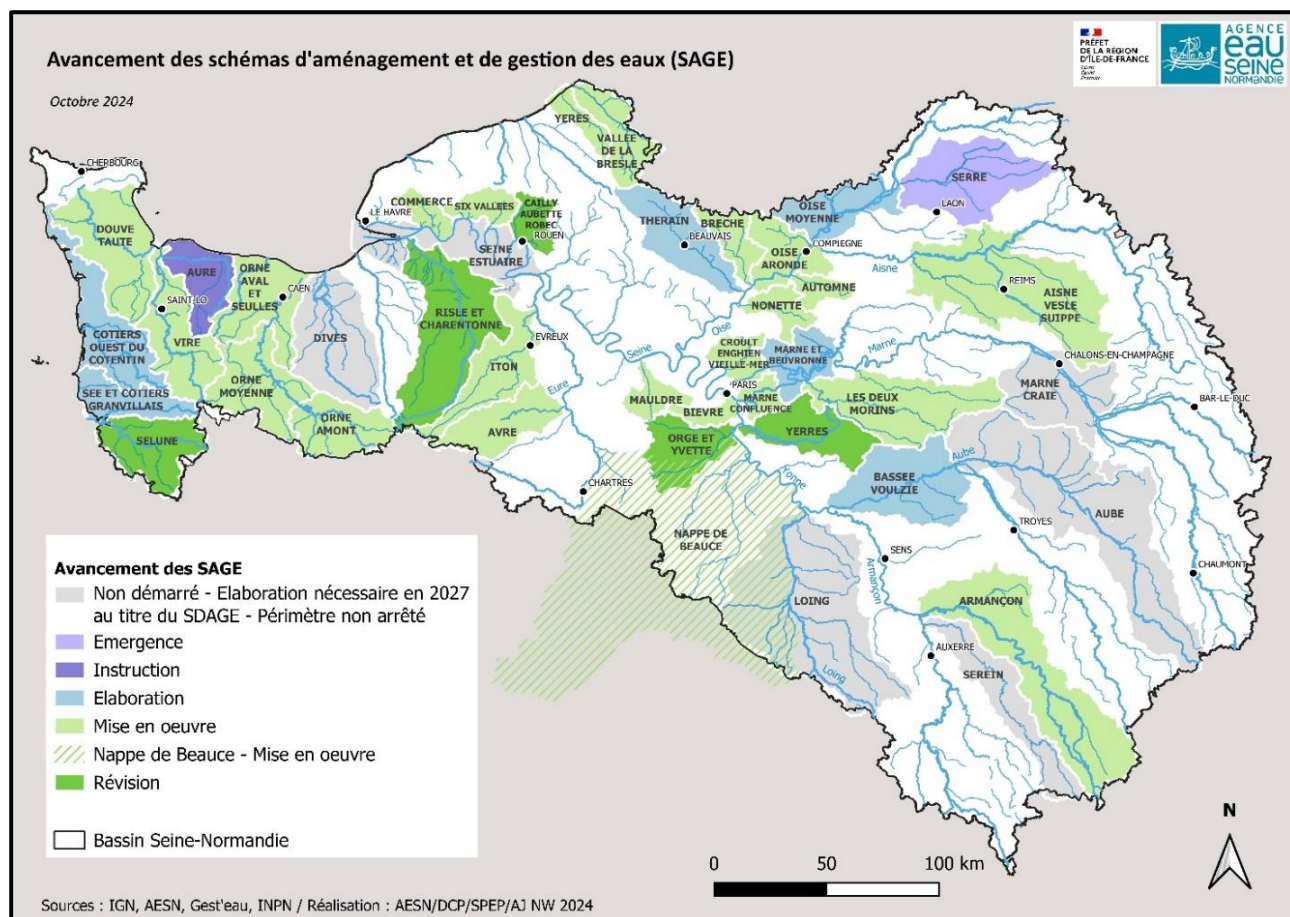 Avancement des schémas d'aménagement et de gestion des eaux (SAGE)
Octobre 2024
PRÉFET
DE LA RÉGION
D'ÎLE-DE-FRANCE
Liberté
Égalité
Fraternité
AGENCE
eau
SEINE
NORMANDIE
CHERBOURG
DOUVE
TAUTE
SAINT-LO
AURE
VIRE
COTIERS
OUEST DU
COTENTIN
SEE ET COTIERS
GRANVILLAIS
SELUNE
ORNE
AVAL
ET
SEULLES
CAEN
ORNE
MOYENNE
ORNE
AMONT
DIVES
LE HAVRE
COMMERCE
SIX VALLEES
CAILLY
AUBETTE
ROBEC
ROUEN
SEINE
ESTUAIRE
RISLE ET
CHARENTONNE
EVREUX
ITON
Eure
AVRE
YERES
VALLÉE
DE LA
BRESLE
THERAIN
BEAUVAIS
BRECHE
OISE
MOYENNE
COMPIEGNE
OISE
ARONDE
AUTOMNE
NONETTE
SERRE
LAON
Aisne
REIMS
AISNE
VESLE
SUIPPE
Oise
Seine
CROULT
ENGHIEN
VIEILLE-MER
MARNE ET
BEUVRONNE
Marne
PARIS
MARNE
CONFLUENCE
MAULDRE
BIEVRE
ORGE ET
YVETTE
YERRES
LES DEUX
MORINS
CHALONS-EN-CHAMPAGNE
MARNE
CRAIE
BAR-LE-DUC
BASSEE
VOULZIE
Aube
AUBE
TROYES
CHAUMONT
CHARTRES
Yonne
NAPPE DE
BEAUCE
LOING
Loing
SENS
Armançon
ARMANÇON
AUXERRE
SEREIN
Avancement des SAGE
Non démarré - Elaboration nécessaire en 2027
au titre du SDAGE - Périmètre non arrêté
Emergence
Instruction
Elaboration
Mise en oeuvre
Nappe de Beauce - Mise en oeuvre
Révision
Bassin Seine-Normandie
N
0 50 100 km
Sources : IGN, AESN, Gest'eau, INPN / Réalisation : AESN/DCP/SPEP/AJ NW 2024